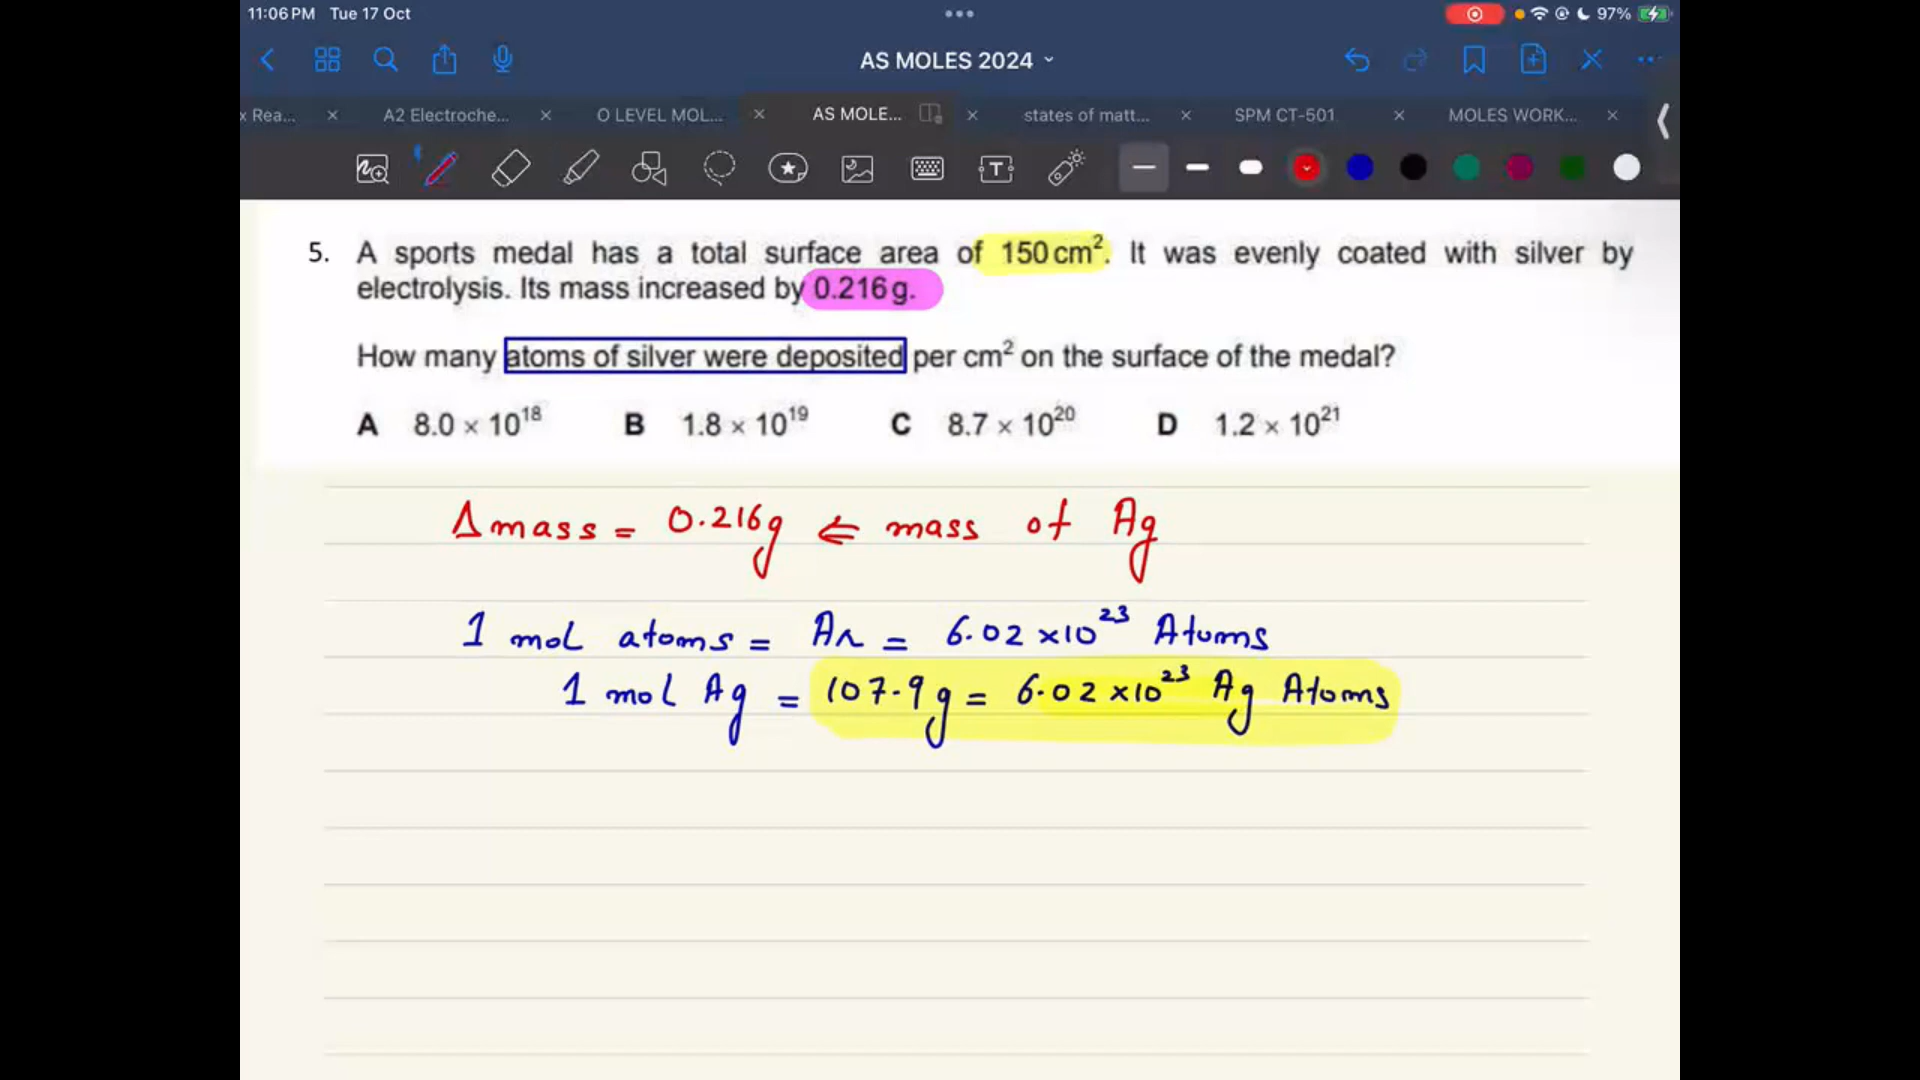 11:06 PM Tue 17 Oct
97%
AS MOLES 2024
x Rea... A2 Electroche... O LEVEL MOL... AS MOLE... states of matt... SPM CT-501 MOLES WORK...
5. A sports medal has a total surface area of 150 cm². It was evenly coated with silver by
electrolysis. Its mass increased by 0.216 g.
How many atoms of silver were deposited per cm² on the surface of the medal?
A 8.0 × 10¹⁸ B 1.8 × 10¹⁹ C 8.7 × 10²⁰ D 1.2 × 10²¹
Δmass = 0.216g ⇐ mass of Ag
1 mol atoms = Ar = 6.02 ×10²³ Atoms
1 mol Ag = 107.9g = 6.02 ×10²³ Ag Atoms